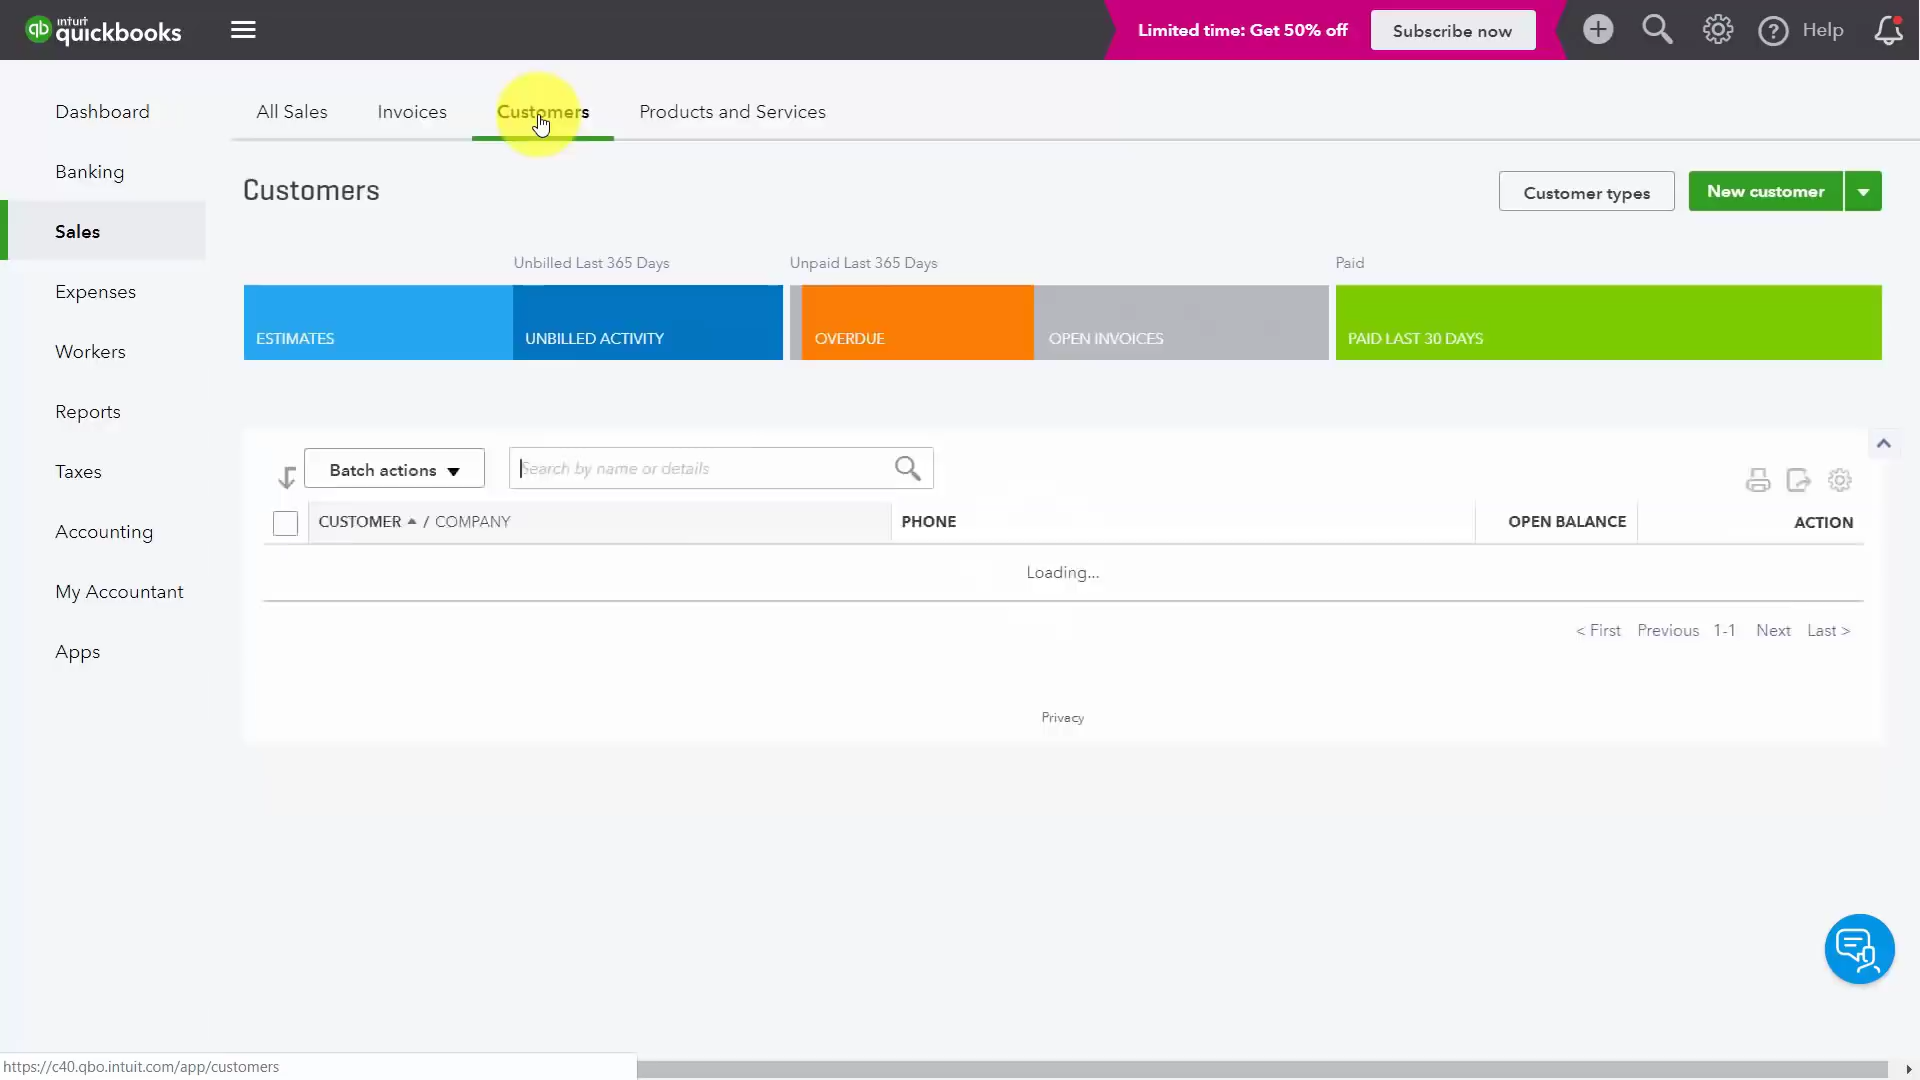 intuit
quickbooks
Limited time: Get 50% off
Subscribe now
Help
Dashboard
Banking
Sales
Expenses
Workers
Reports
Taxes
Accounting
My Accountant
Apps
All Sales
Invoices
Customers
Products and Services
Customers
Customer types
New customer
Unbilled Last 365 Days
Unpaid Last 365 Days
Paid
ESTIMATES
UNBILLED ACTIVITY
OVERDUE
OPEN INVOICES
PAID LAST 30 DAYS
Batch actions
Search by name or details
CUSTOMER / COMPANY
PHONE
OPEN BALANCE
ACTION
Loading...
< First Previous 1-1 Next Last >
Privacy
https://c40.qbo.intuit.com/app/customers